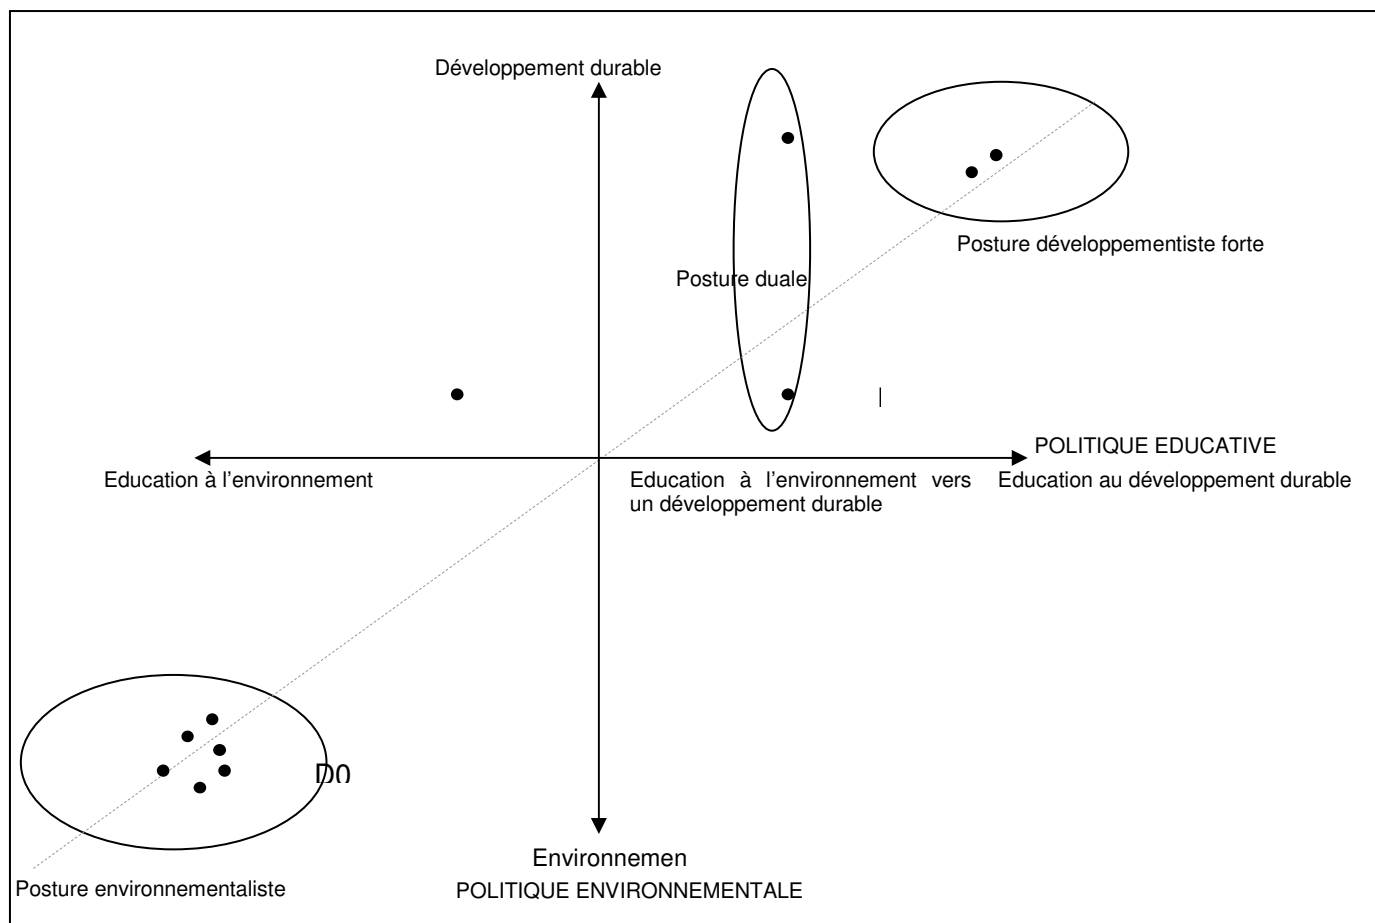 Développement durable
Posture développementiste forte
Posture duale
POLITIQUE EDUCATIVE
Education à l'environnement
Education à l'environnement vers
un développement durable
Education au développement durable
D0
Environnemen
Posture environnementaliste
POLITIQUE ENVIRONNEMENTALE